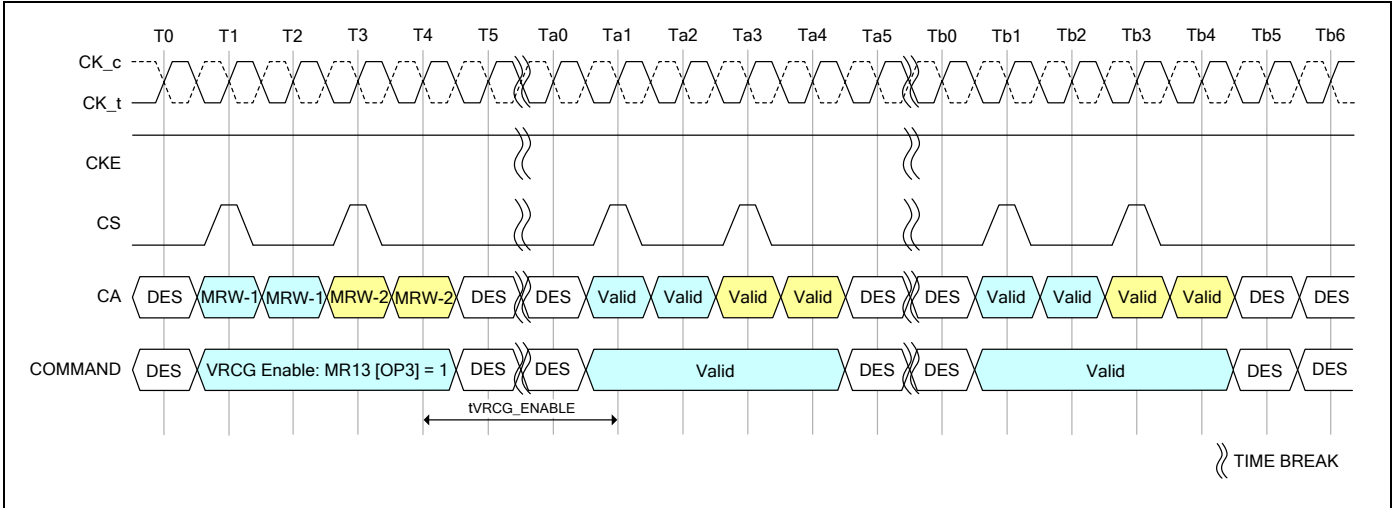 T0 T1 T2 T3 T4 T5 Ta0 Ta1 Ta2 Ta3 Ta4 Ta5 Tb0 Tb1 Tb2 Tb3 Tb4 Tb5 Tb6
CK_c
CK_t
CKE
CS
CA DES MRW-1 MRW-1 MRW-2 MRW-2 DES DES Valid Valid Valid Valid DES DES Valid Valid Valid Valid DES DES
COMMAND DES VRCG Enable: MR13 [OP3] = 1 DES DES Valid DES DES Valid DES DES
tVRCG_ENABLE
TIME BREAK